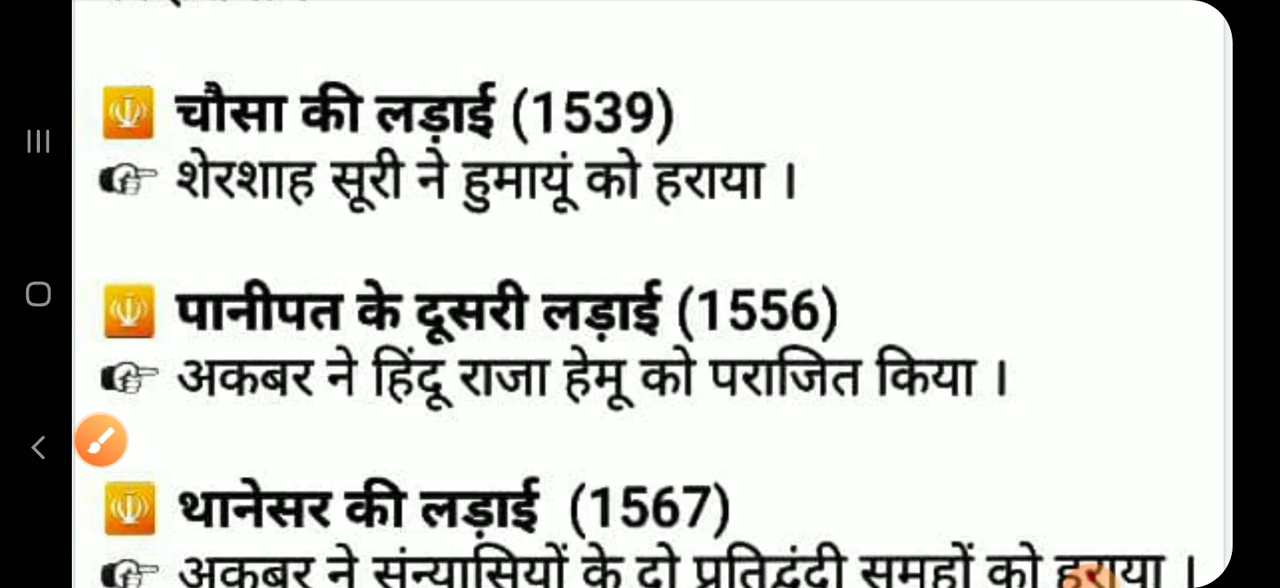 चौसा की लड़ाई (1539)
शेरशाह सूरी ने हुमायूं को हराया ।
पानीपत के दूसरी लड़ाई (1556)
अकबर ने हिंदू राजा हेमू को पराजित किया ।
थानेसर की लड़ाई (1567)
अकबर ने संन्यासियों के दो प्रतिद्वंदी समूहों को हराया ।